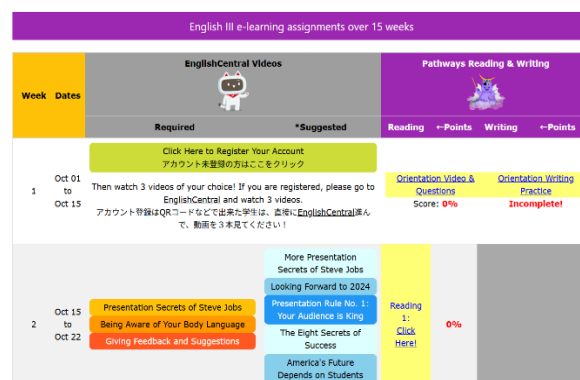 English III e-learning assignments over 15 weeks
Week
Dates
EnglishCentral Videos
Pathways Reading & Writing
Required
*Suggested
Reading
←Points
Writing
←Points
1
Oct 01
to
Oct 15
Click Here to Register Your Account
アカウント未登録の方はここをクリック
Then watch 3 videos of your choice! If you are registered, please go to
EnglishCentral and watch 3 videos.
アカウント登録はQRコードなどで出来た学生は、直接にEnglishCentral進ん
で、動画を３本見てください！
Orientation Video &
Questions
Score: 0%
Orientation Writing
Practice
Incomplete!
2
Oct 15
to
Oct 22
Presentation Secrets of Steve Jobs
Being Aware of Your Body Language
Giving Feedback and Suggestions
More Presentation
Secrets of Steve Jobs
Looking Forward to 2024
Presentation Rule No. 1:
Your Audience is King
The Eight Secrets of
Success
America's Future
Depends on Students
Reading
1:
Click
Here!
0%